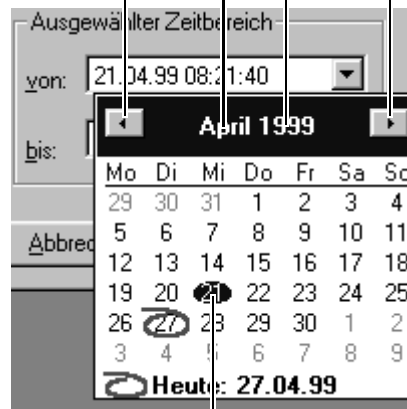 Ausgewählter Zeitbereich
von: 21.04.99 08:21:40
April 1999
bis:
Mo Di Mi Do Fr Sa So
29 30 31 1 2 3 4
5 6 7 8 9 10 11
Abbrec
12 13 14 15 16 17 18
19 20 21 22 23 24 25
26 27 28 29 30 1 2
3 4 5 6 7 8 9
Heute: 27.04.99